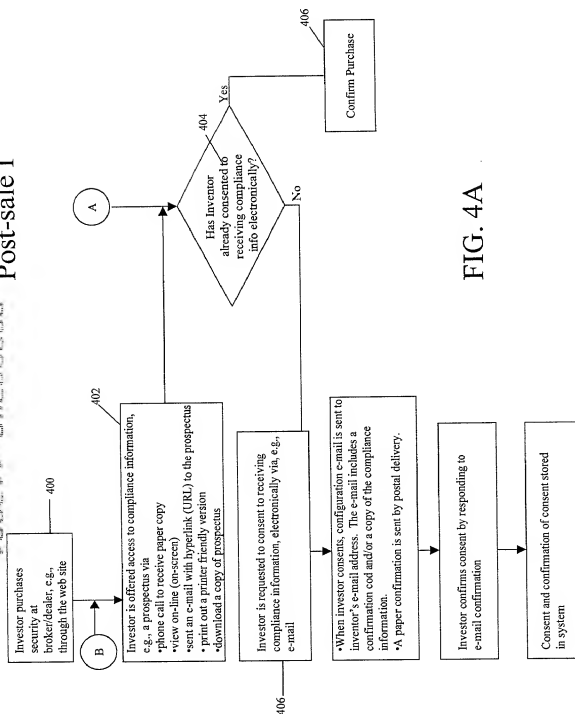 Post-sale 1
400
Investor purchases
security at
broker/dealer, e.g.,
through the web site
B
402
Investor is offered access to compliance information,
e.g., a prospectus via
•phone call to receive paper copy
•view on-line (on-screen)
•sent an e-mail with hyperlink (URL) to the prospectus
•print out a printer friendly version
•download a copy of prospectus
A
404
Has Inventor
already consented to
receiving compliance
info electronically?
Yes
No
406
Confirm Purchase
406
Investor is requested to consent to receiving
compliance information, electronically via, e.g.,
e-mail
•When investor consents, configuration e-mail is sent to
inventor's e-mail address. The e-mail includes a
confirmation cod and/or a copy of the compliance
information.
•A paper confirmation is sent by postal delivery.
Investor confirms consent by responding to
e-mail confirmation
Consent and confirmation of consent stored
in system
FIG. 4A